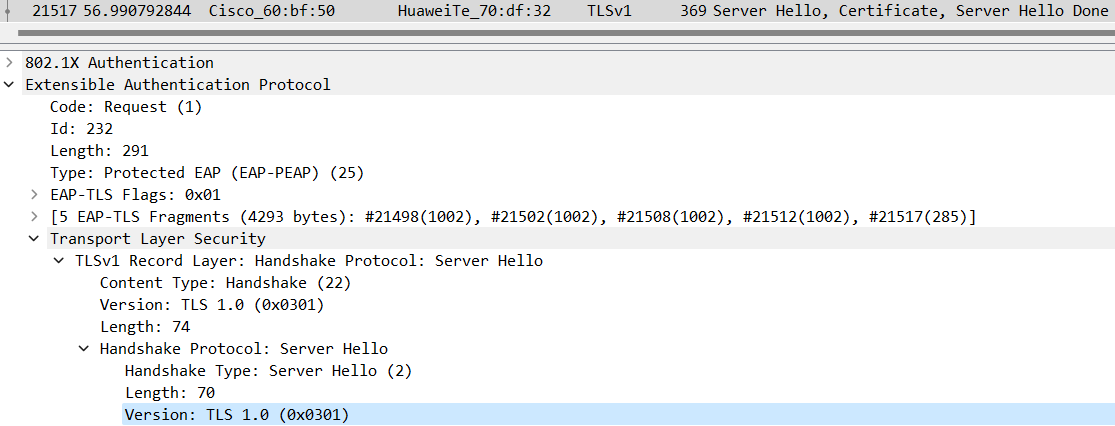 21517 56.990792844 Cisco_60:bf:50 HuaweiTe_70:df:32 TLSv1 369 Server Hello, Certificate, Server Hello Done
802.1X Authentication
Extensible Authentication Protocol
Code: Request (1)
Id: 232
Length: 291
Type: Protected EAP (EAP-PEAP) (25)
EAP-TLS Flags: 0x01
[5 EAP-TLS Fragments (4293 bytes): #21498(1002), #21502(1002), #21508(1002), #21512(1002), #21517(285)]
Transport Layer Security
TLSv1 Record Layer: Handshake Protocol: Server Hello
Content Type: Handshake (22)
Version: TLS 1.0 (0x0301)
Length: 74
Handshake Protocol: Server Hello
Handshake Type: Server Hello (2)
Length: 70
Version: TLS 1.0 (0x0301)